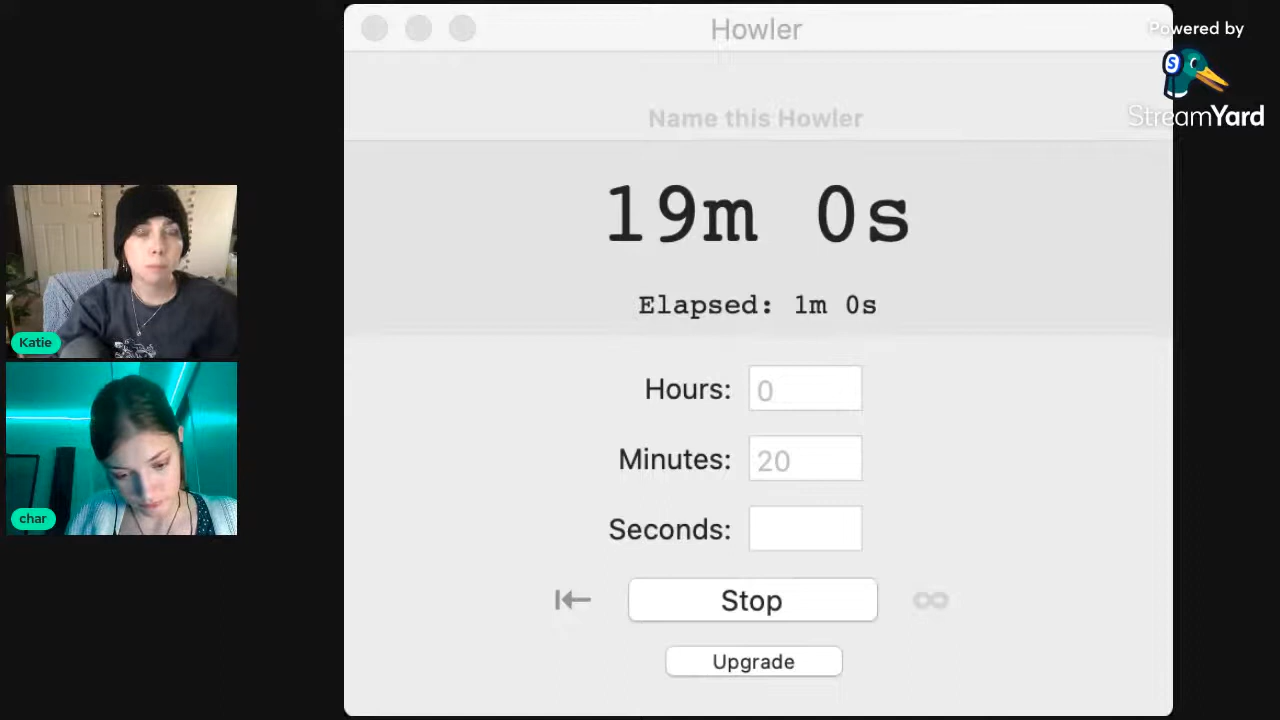 Howler
Powered by
S
StreamYard
Name this Howler
19m 0s
Elapsed: 1m 0s
Katie
Hours: 0
Minutes: 20
char
Seconds:
Stop
Upgrade